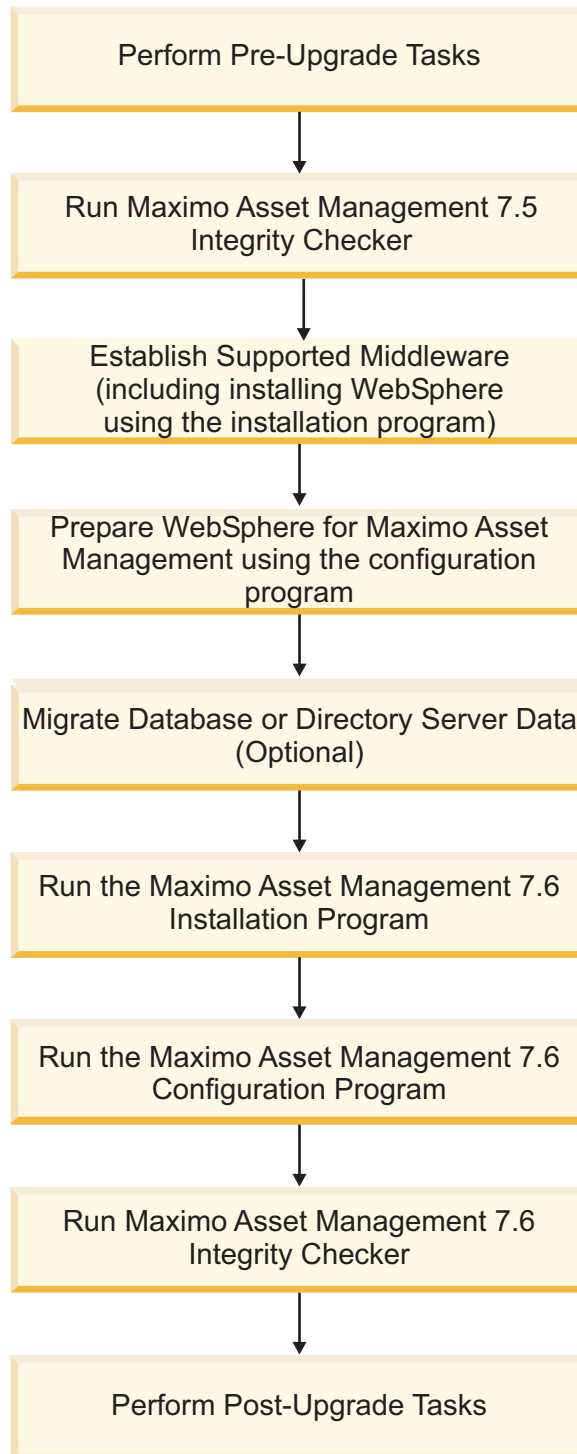 Perform Pre-Upgrade Tasks
Run Maximo Asset Management 7.5
Integrity Checker
Establish Supported Middleware
(including installing WebSphere
using the installation program)
Prepare WebSphere for Maximo Asset
Management using the configuration
program
Migrate Database or Directory Server Data
(Optional)
Run the Maximo Asset Management 7.6
Installation Program
Run the Maximo Asset Management 7.6
Configuration Program
Run Maximo Asset Management 7.6
Integrity Checker
Perform Post-Upgrade Tasks